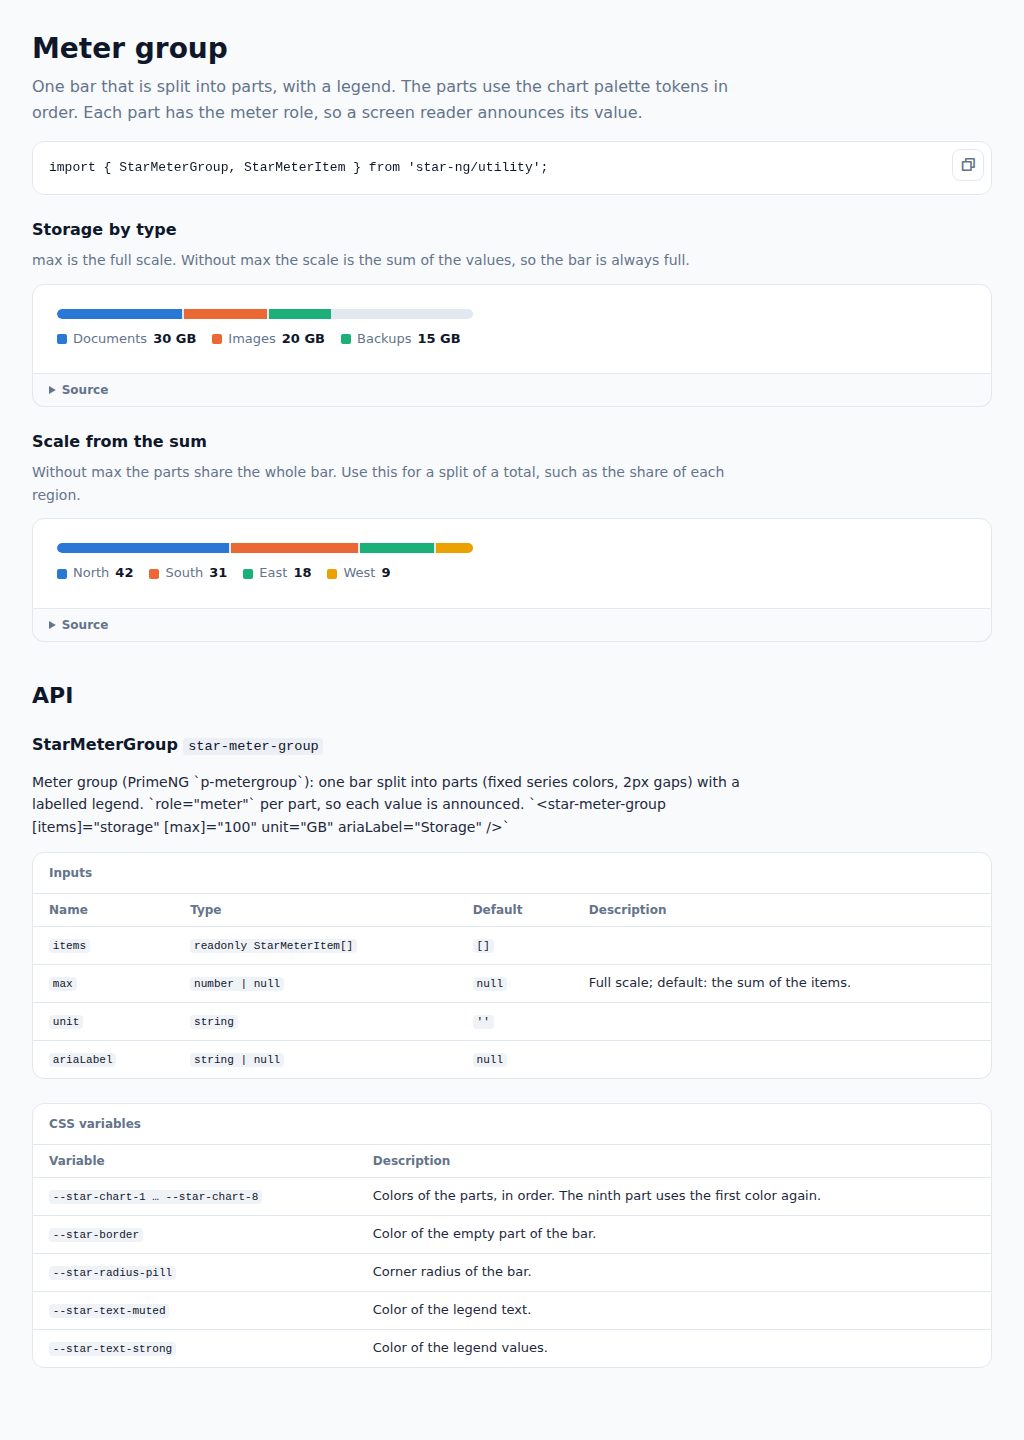 Meter group
One bar that is split into parts, with a legend. The parts use the chart palette tokens in
order. Each part has the meter role, so a screen reader announces its value.
import { StarMeterGroup, StarMeterItem } from 'star-ng/utility';
Storage by type
max is the full scale. Without max the scale is the sum of the values, so the bar is always full.
Documents 30 GB Images 20 GB Backups 15 GB
Source
Scale from the sum
Without max the parts share the whole bar. Use this for a split of a total, such as the share of each
region.
North 42 South 31 East 18 West 9
Source
API
StarMeterGroup star-meter-group
Meter group (PrimeNG `p-metergroup`): one bar split into parts (fixed series colors, 2px gaps) with a
labelled legend. `role="meter"` per part, so each value is announced. `<star-meter-group
[items]="storage" [max]="100" unit="GB" ariaLabel="Storage" />`
Inputs
Name Type Default Description
items readonly StarMeterItem[] []
max number | null null Full scale; default: the sum of the items.
unit string ''
ariaLabel string | null null
CSS variables
Variable Description
--star-chart-1 … --star-chart-8 Colors of the parts, in order. The ninth part uses the first color again.
--star-border Color of the empty part of the bar.
--star-radius-pill Corner radius of the bar.
--star-text-muted Color of the legend text.
--star-text-strong Color of the legend values.